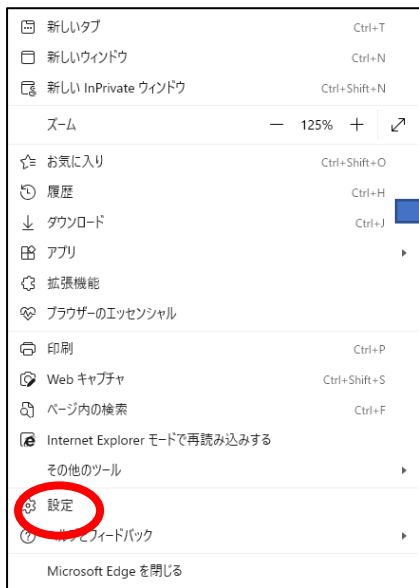 新しいタブ Ctrl+T
新しいウィンドウ Ctrl+N
新しい InPrivate ウィンドウ Ctrl+Shift+N
ズーム — 125% +
お気に入り Ctrl+Shift+O
履歴 Ctrl+H
ダウンロード Ctrl+J
アプリ
拡張機能
ブラウザーのエッセンシャル
印刷 Ctrl+P
Web キャプチャ Ctrl+Shift+S
ページ内の検索 Ctrl+F
Internet Explorer モードで再読み込みする
その他のツール
設定
ヘルプとフィードバック
Microsoft Edge を閉じる